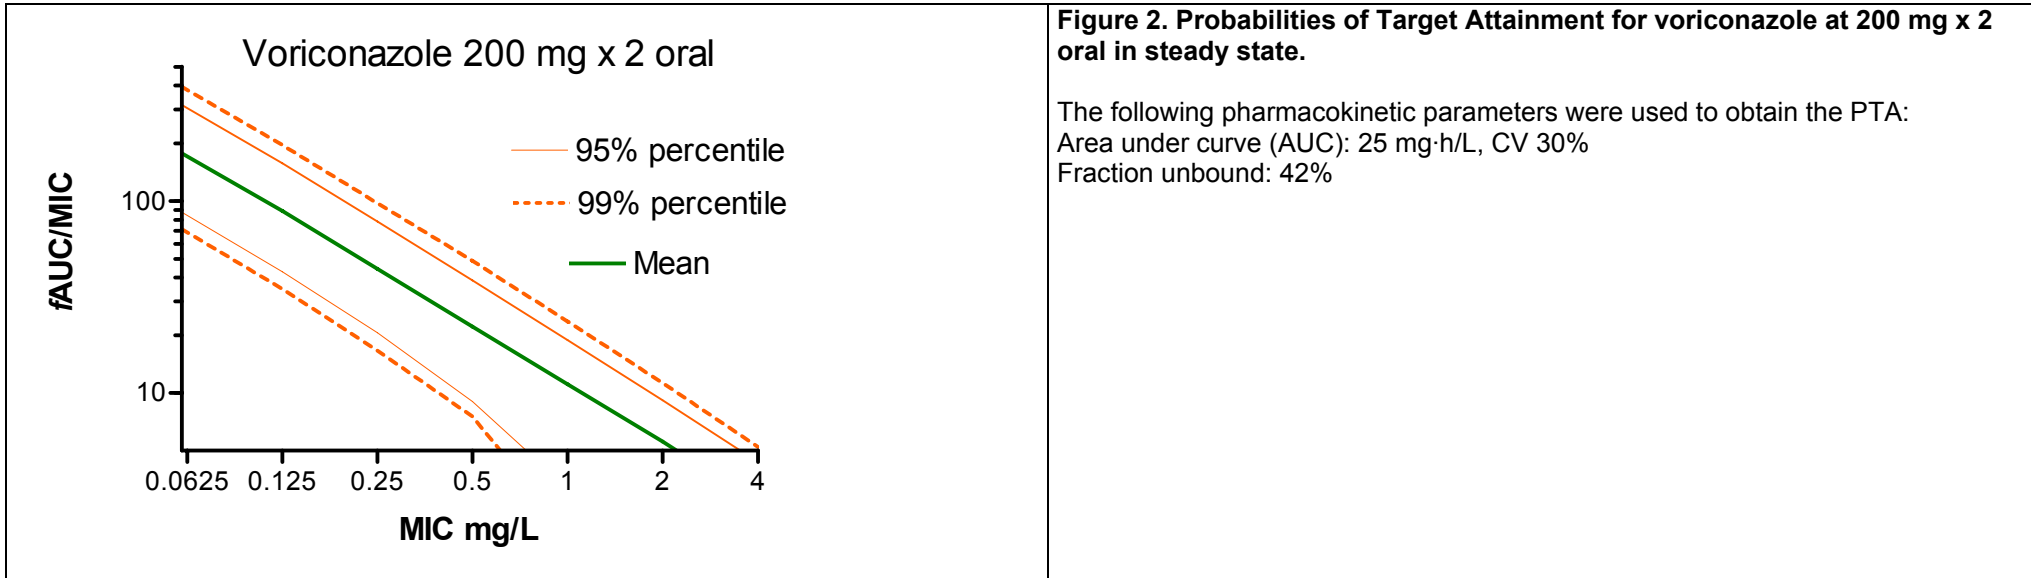 Voriconazole 200 mg x 2 oral
95% percentile
99% percentile
Mean
fAUC/MIC
100
10
0.0625 0.125 0.25 0.5 1 2 4
MIC mg/L
Figure 2. Probabilities of Target Attainment for voriconazole at 200 mg x 2
oral in steady state.
The following pharmacokinetic parameters were used to obtain the PTA:
Area under curve (AUC): 25 mg·h/L, CV 30%
Fraction unbound: 42%